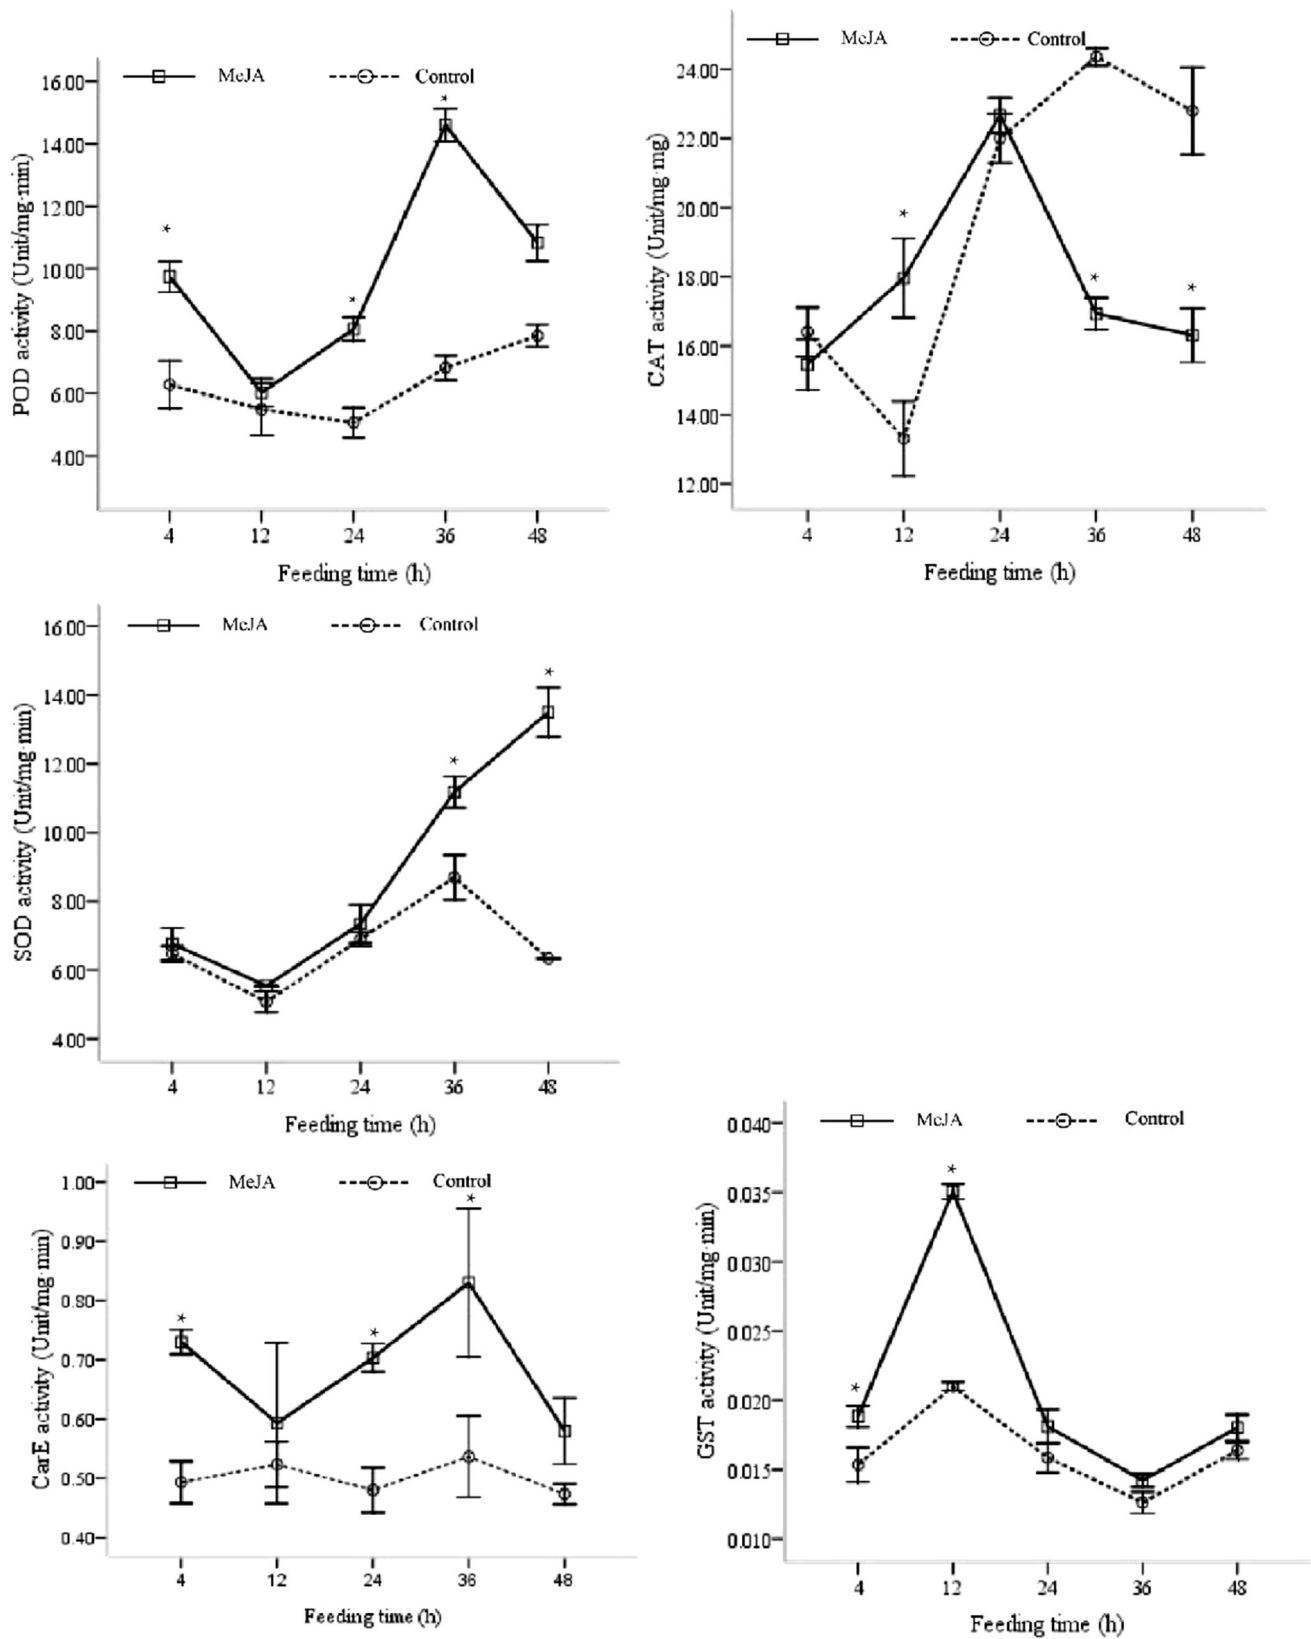 MeJA Control
*
16.00
14.00
*
12.00
*
10.00
8.00
6.00
4.00
POD activity (Unit/mg·min)
4 12 24 36 48
Feeding time (h)
MeJA Control
24.00
22.00
20.00
*
18.00
*
*
16.00
14.00
12.00
CAT activity (Unit/mg·mg)
4 12 24 36 48
Feeding time (h)
MeJA Control
16.00
*
14.00
*
12.00
10.00
8.00
6.00
4.00
SOD activity (Unit/mg·min)
4 12 24 36 48
Feeding time (h)
MeJA Control
1.00
*
0.90
0.80
*
*
0.70
0.60
0.50
0.40
CarE activity (Unit/mg·min)
4 12 24 36 48
Feeding time (h)
MeJA Control
0.040
*
0.035
0.030
0.025
*
0.020
0.015
0.010
GST activity (Unit/mg·min)
4 12 24 36 48
Feeding time (h)